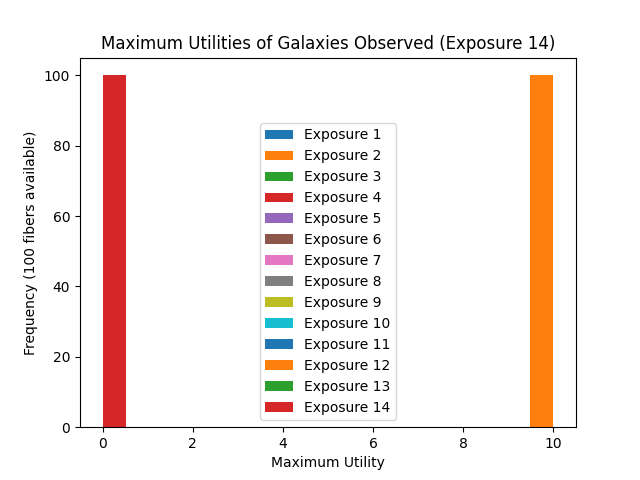 Maximum Utilities of Galaxies Observed (Exposure 14)
100
80
60
40
20
0
Frequency (100 fibers available)
Exposure 1
Exposure 2
Exposure 3
Exposure 4
Exposure 5
Exposure 6
Exposure 7
Exposure 8
Exposure 9
Exposure 10
Exposure 11
Exposure 12
Exposure 13
Exposure 14
0 2 4 6 8 10
Maximum Utility